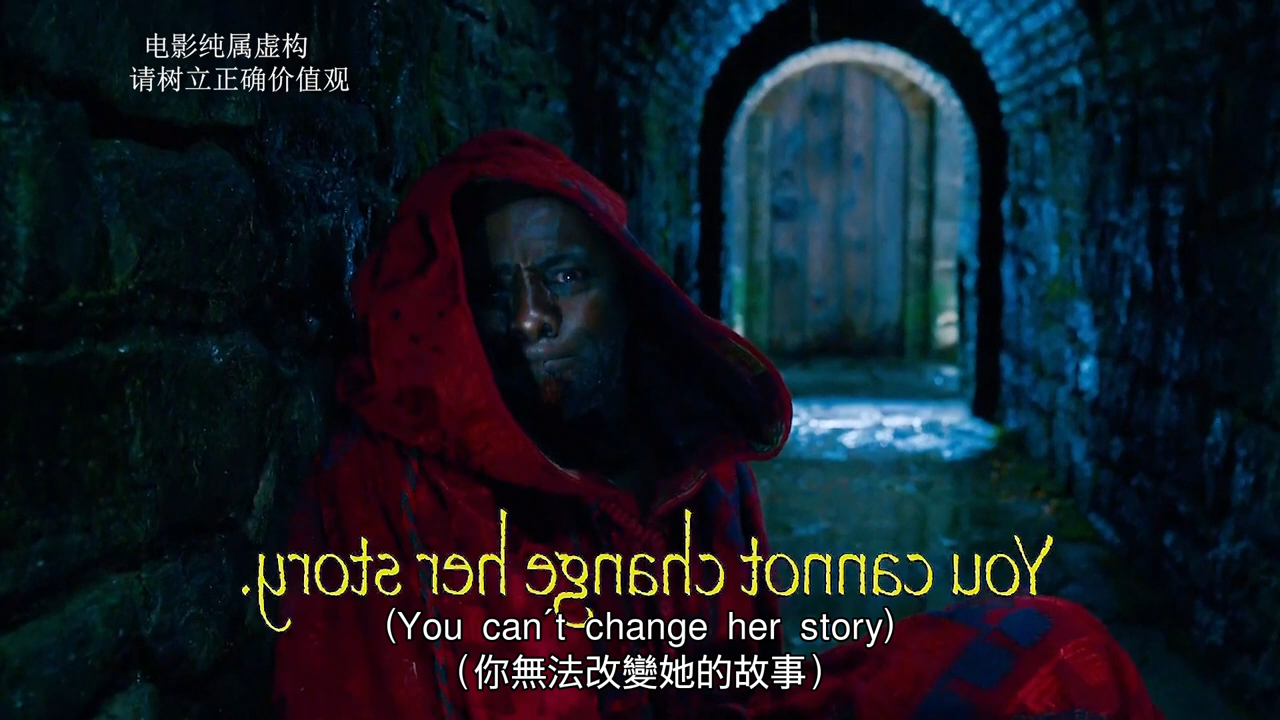 电影纯属虚构
请树立正确价值观
You cannot change her story.
(You can´t change her story)
(你無法改變她的故事)